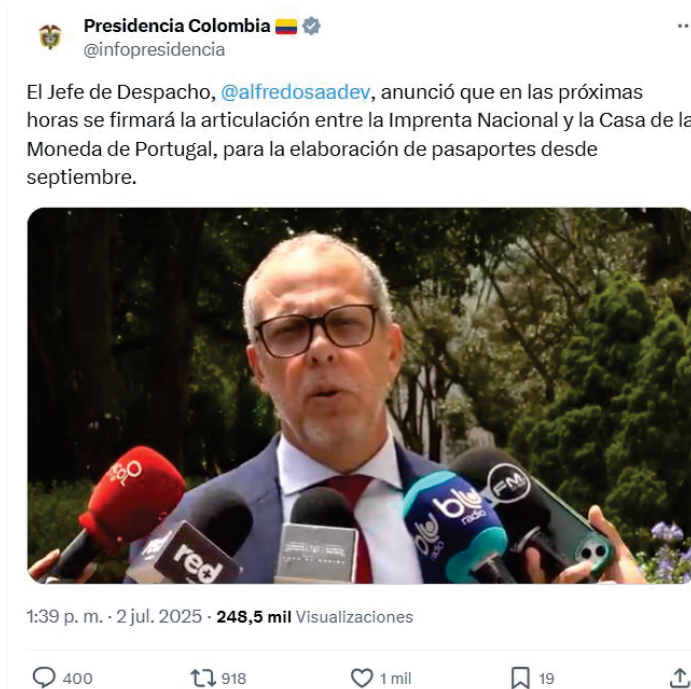 Presidencia Colombia
@infopresidencia
El Jefe de Despacho, @alfredosaadev, anunció que en las próximas
horas se firmará la articulación entre la Imprenta Nacional y la Casa de la
Moneda de Portugal, para la elaboración de pasaportes desde
septiembre.
red+
blu
radio
blu
radio
FM
1:39 p. m. · 2 jul. 2025 · 248,5 mil Visualizaciones
400 918 1 mil 19